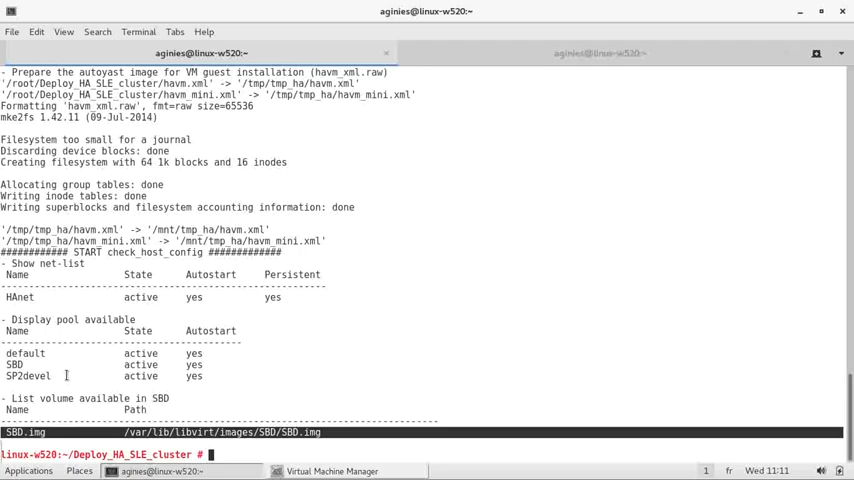 aginies@linux-w520:~
File Edit View Search Terminal Tabs Help
aginies@linux-w520:~ aginies@linux-w520:~
- Prepare the autoyast image for VM guest installation (havm_xml.raw)
'/root/Deploy_HA_SLE_cluster/havm.xml' -> '/tmp/tmp_ha/havm.xml'
'/root/Deploy_HA_SLE_cluster/havm_mini.xml' -> '/tmp/tmp_ha/havm_mini.xml'
Formatting 'havm_xml.raw', fmt=raw size=65536
mke2fs 1.42.11 (09-Jul-2014)
Filesystem too small for a journal
Discarding device blocks: done
Creating filesystem with 64 1k blocks and 16 inodes
Allocating group tables: done
Writing inode tables: done
Writing superblocks and filesystem accounting information: done
'/tmp/tmp_ha/havm.xml' -> '/mnt/tmp_ha/havm.xml'
'/tmp/tmp_ha/havm_mini.xml' -> '/mnt/tmp_ha/havm_mini.xml'
############ START check_host_config #############
- Show net-list
Name State Autostart Persistent
----------------------------------------------------------
HAnet active yes yes
- Display pool available
Name State Autostart
-------------------------------------------
default active yes
SBD active yes
SP2devel active yes
- List volume available in SBD
Name Path
------------------------------------------------------------------------------
SBD.img /var/lib/libvirt/images/SBD/SBD.img
linux-w520:~/Deploy_HA_SLE_cluster #
Applications Places aginies@linux-w520:~ Virtual Machine Manager 1 fr Wed 11:11